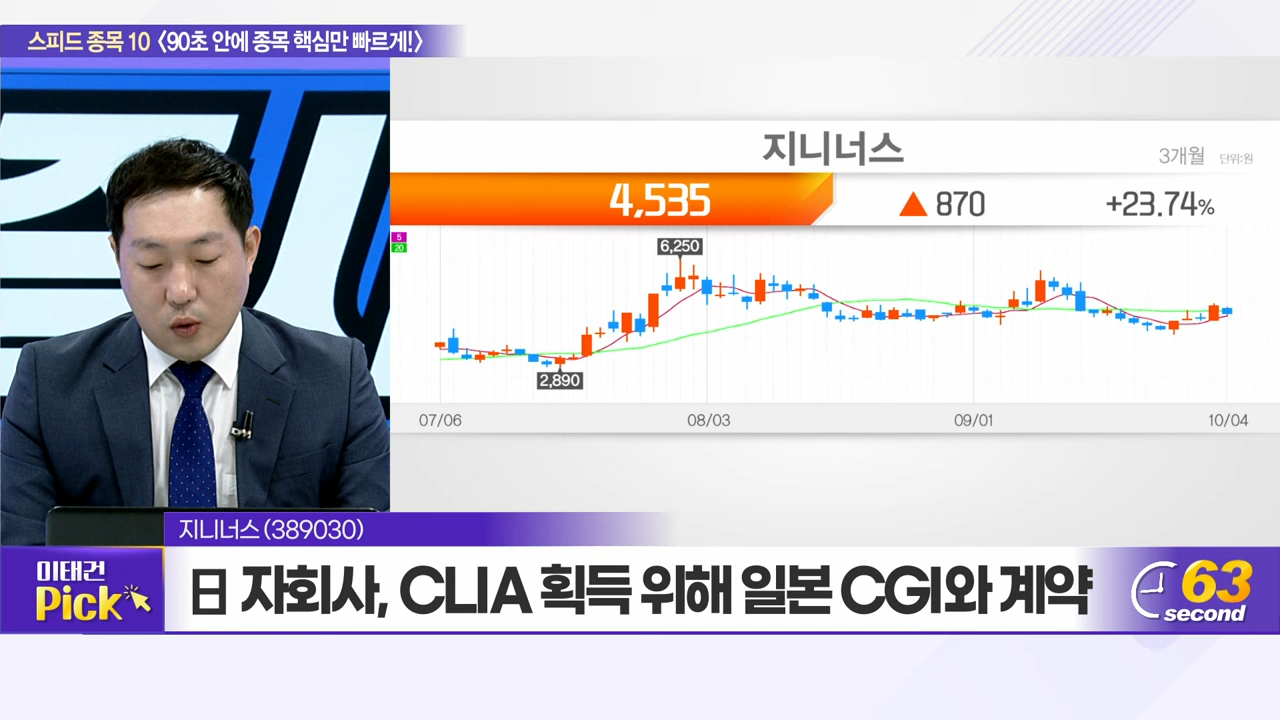 스피드 종목 10 <90초 안에 종목 핵심만 빠르게!>
지니너스
3개월 단위:원
4,535 ▲ 870 +23.74%
5
20
6,250
2,890
07/06 08/03 09/01 10/04
지니너스(389030)
이태건
Pick
日 자회사, CLIA 획득 위해 일본 CGI와 계약
63
second